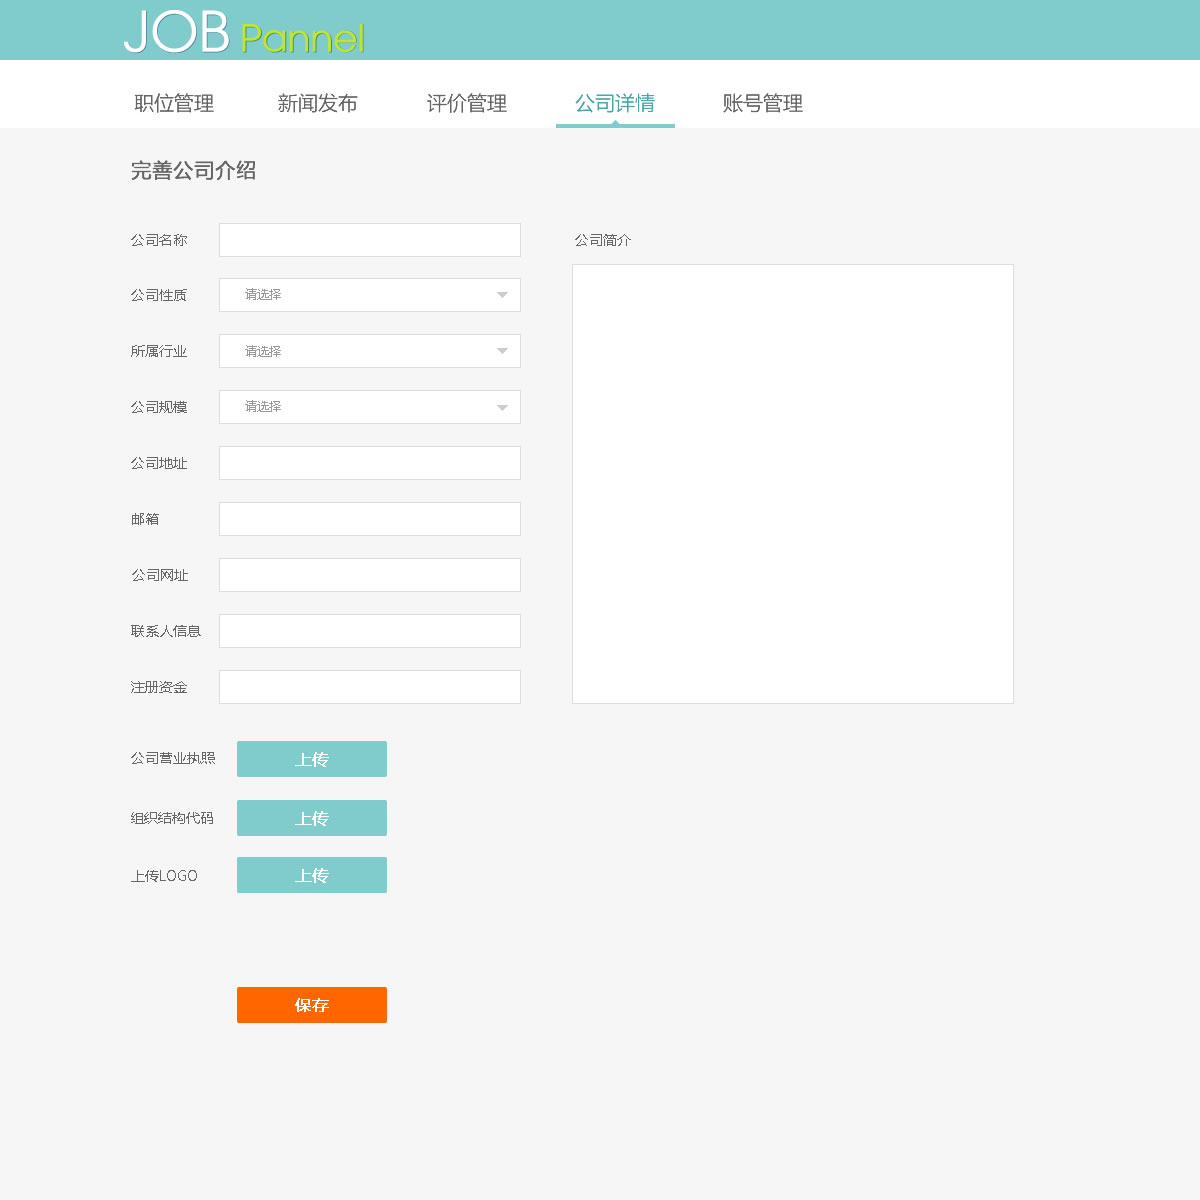 JOB Pannel
职位管理 新闻发布 评价管理 公司详情 账号管理
完善公司介绍
公司名称
公司性质 请选择
所属行业 请选择
公司规模 请选择
公司地址
邮箱
公司网址
联系人信息
注册资金
公司简介
公司营业执照 上传
组织结构代码 上传
上传LOGO 上传
保存